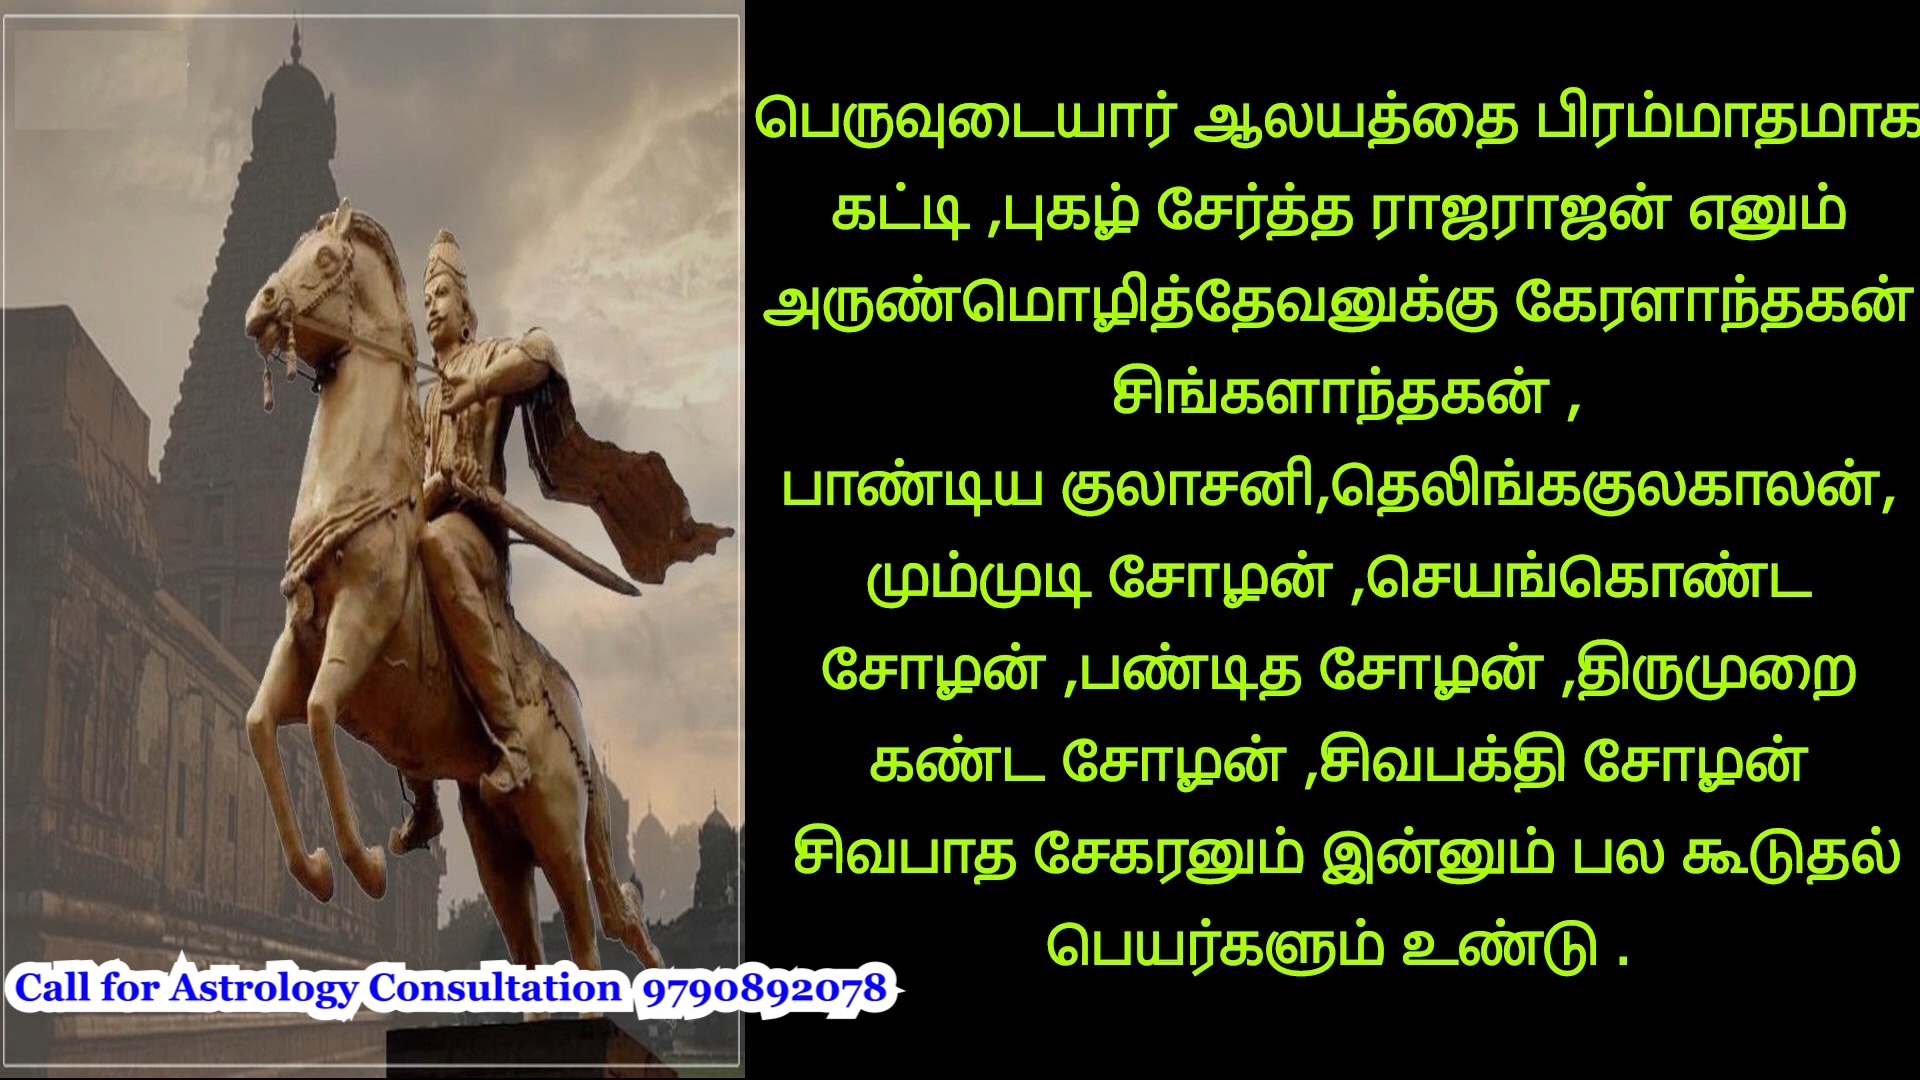 பெருவுடையார் ஆலயத்தை பிரம்மாதமாக
கட்டி ,புகழ் சேர்த்த ராஜராஜன் எனும்
அருண்மொழித்தேவனுக்கு கேரளாந்தகன்
சிங்களாந்தகன் ,
பாண்டிய குலாசனி,தெலிங்ககுலகாலன்,
மும்முடி சோழன் ,செயங்கொண்ட
சோழன் ,பண்டித சோழன் ,திருமுறை
கண்ட சோழன் ,சிவபக்தி சோழன்
சிவபாத சேகரனும் இன்னும் பல கூடுதல்
பெயர்களும் உண்டு .
Call for Astrology Consultation 9790892078